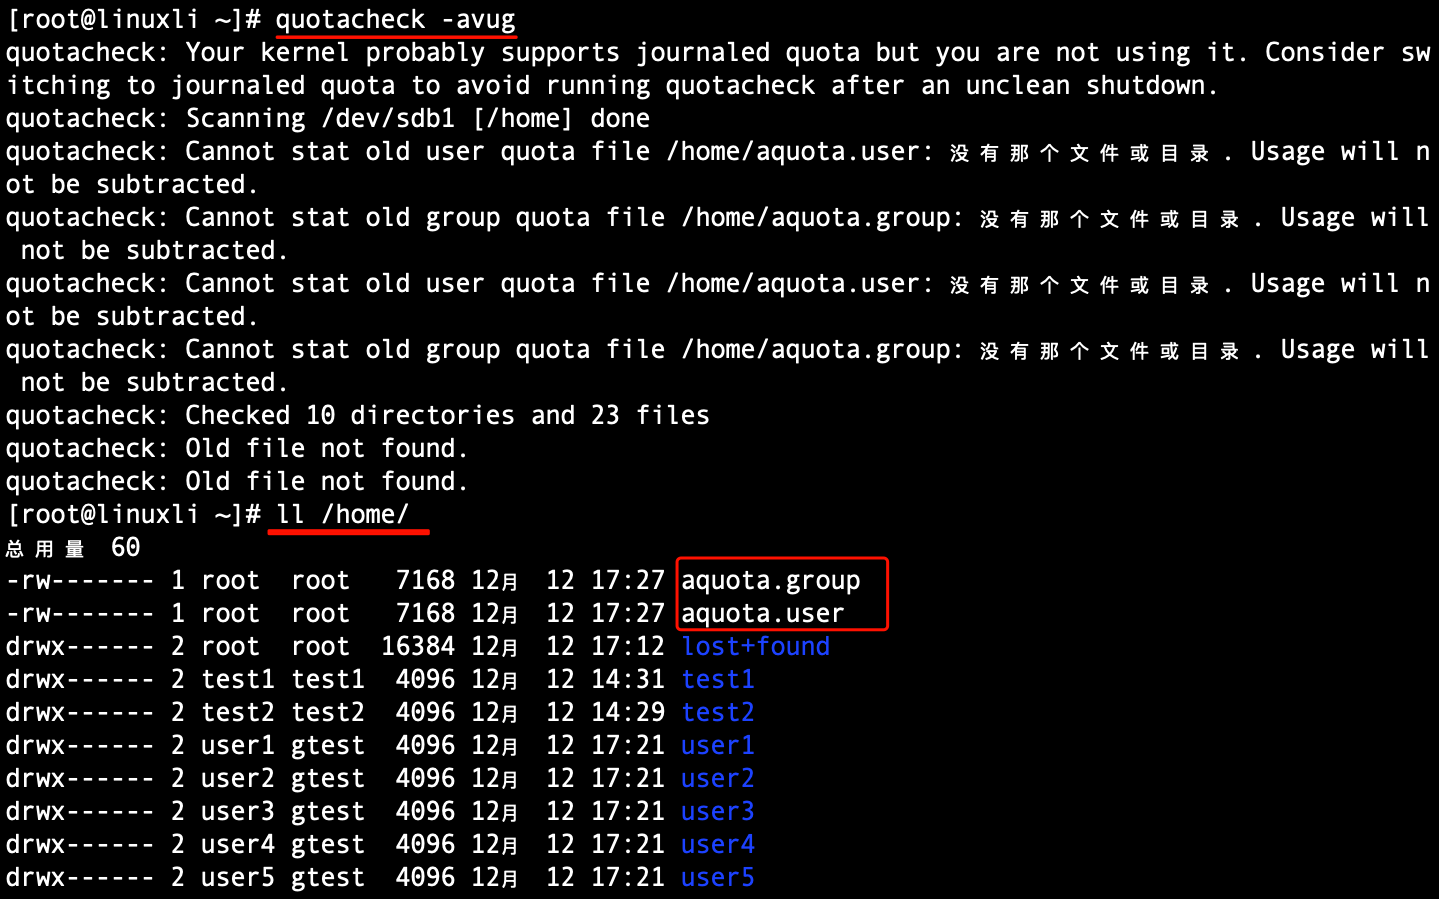 [root@linuxli ~]# quotacheck -avug
quotacheck: Your kernel probably supports journaled quota but you are not using it. Consider sw
itching to journaled quota to avoid running quotacheck after an unclean shutdown.
quotacheck: Scanning /dev/sdb1 [/home] done
quotacheck: Cannot stat old user quota file /home/aquota.user: 没有那个文件或目录. Usage will n
ot be subtracted.
quotacheck: Cannot stat old group quota file /home/aquota.group: 没有那个文件或目录. Usage will
 not be subtracted.
quotacheck: Cannot stat old user quota file /home/aquota.user: 没有那个文件或目录. Usage will n
ot be subtracted.
quotacheck: Cannot stat old group quota file /home/aquota.group: 没有那个文件或目录. Usage will
 not be subtracted.
quotacheck: Checked 10 directories and 23 files
quotacheck: Old file not found.
quotacheck: Old file not found.
[root@linuxli ~]# ll /home/
总用量 60
-rw------- 1 root  root   7168 12月  12 17:27 aquota.group
-rw------- 1 root  root   7168 12月  12 17:27 aquota.user
drwx------ 2 root  root  16384 12月  12 17:12 lost+found
drwx------ 2 test1 test1  4096 12月  12 14:31 test1
drwx------ 2 test2 test2  4096 12月  12 14:29 test2
drwx------ 2 user1 gtest  4096 12月  12 17:21 user1
drwx------ 2 user2 gtest  4096 12月  12 17:21 user2
drwx------ 2 user3 gtest  4096 12月  12 17:21 user3
drwx------ 2 user4 gtest  4096 12月  12 17:21 user4
drwx------ 2 user5 gtest  4096 12月  12 17:21 user5